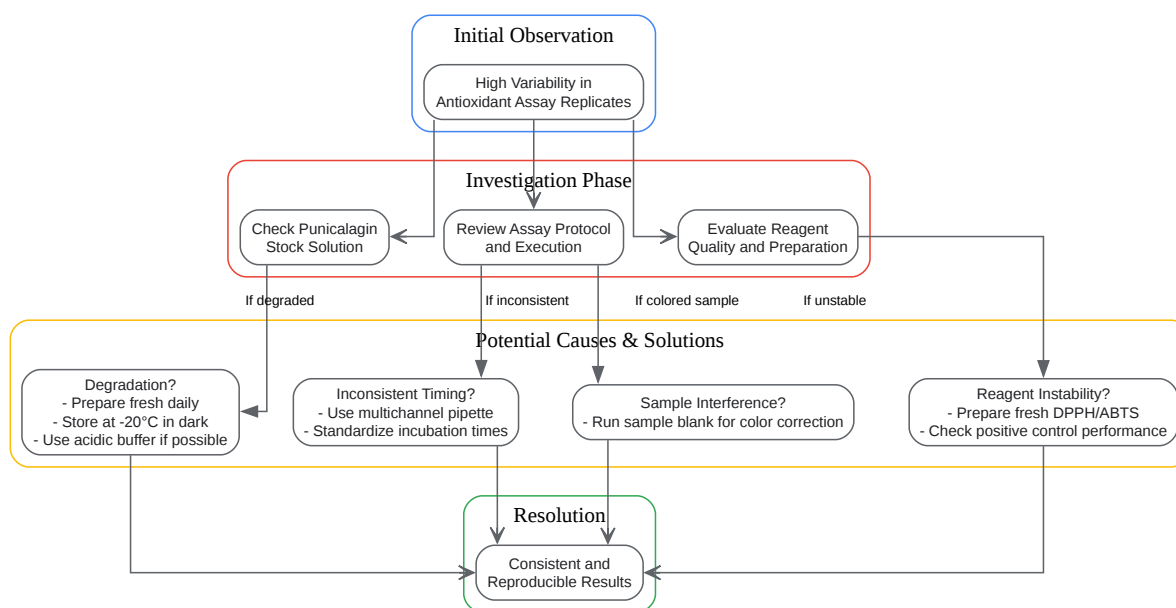 Initial Observation
High Variability in
Antioxidant Assay Replicates
Investigation Phase
Check Punicalagin
Stock Solution
Review Assay Protocol
and Execution
Evaluate Reagent
Quality and Preparation
If degraded
If inconsistent
If colored sample
If unstable
Potential Causes & Solutions
Degradation?
- Prepare fresh daily
- Store at -20°C in dark
- Use acidic buffer if possible
Inconsistent Timing?
- Use multichannel pipette
- Standardize incubation times
Sample Interference?
- Run sample blank for color correction
Reagent Instability?
- Prepare fresh DPPH/ABTS
- Check positive control performance
Resolution
Consistent and
Reproducible Results